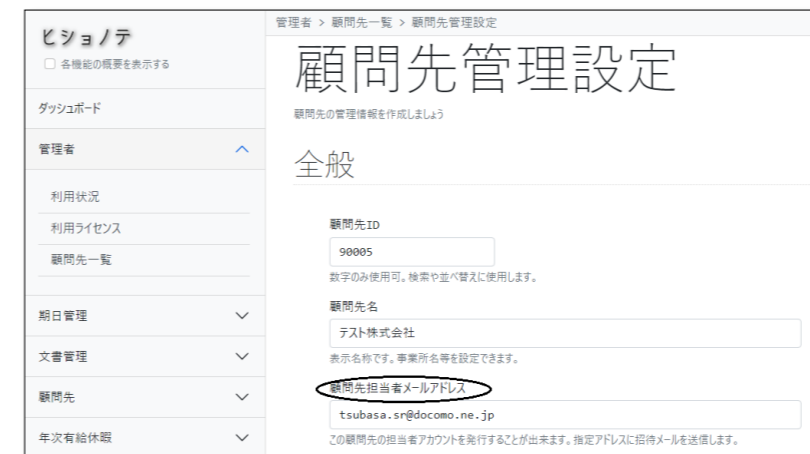 ヒショノテ
各機能の概要を表示する
ダッシュボード
管理者
利用状況
利用ライセンス
顧問先一覧
期日管理
文書管理
顧問先
年次有給休暇
管理者 > 顧問先一覧 > 顧問先管理設定
顧問先管理設定
顧問先の管理情報を作成しましょう
全般
顧問先ID
90005
数字のみ使用可。検索や並べ替えに使用します。
顧問先名
テスト株式会社
表示名称です。事業所名等を設定できます。
顧問先担当者メールアドレス
tsubasa.sr@docomo.ne.jp
この顧問先の担当者アカウントを発行することが出来ます。指定アドレスに招待メールを送信します。